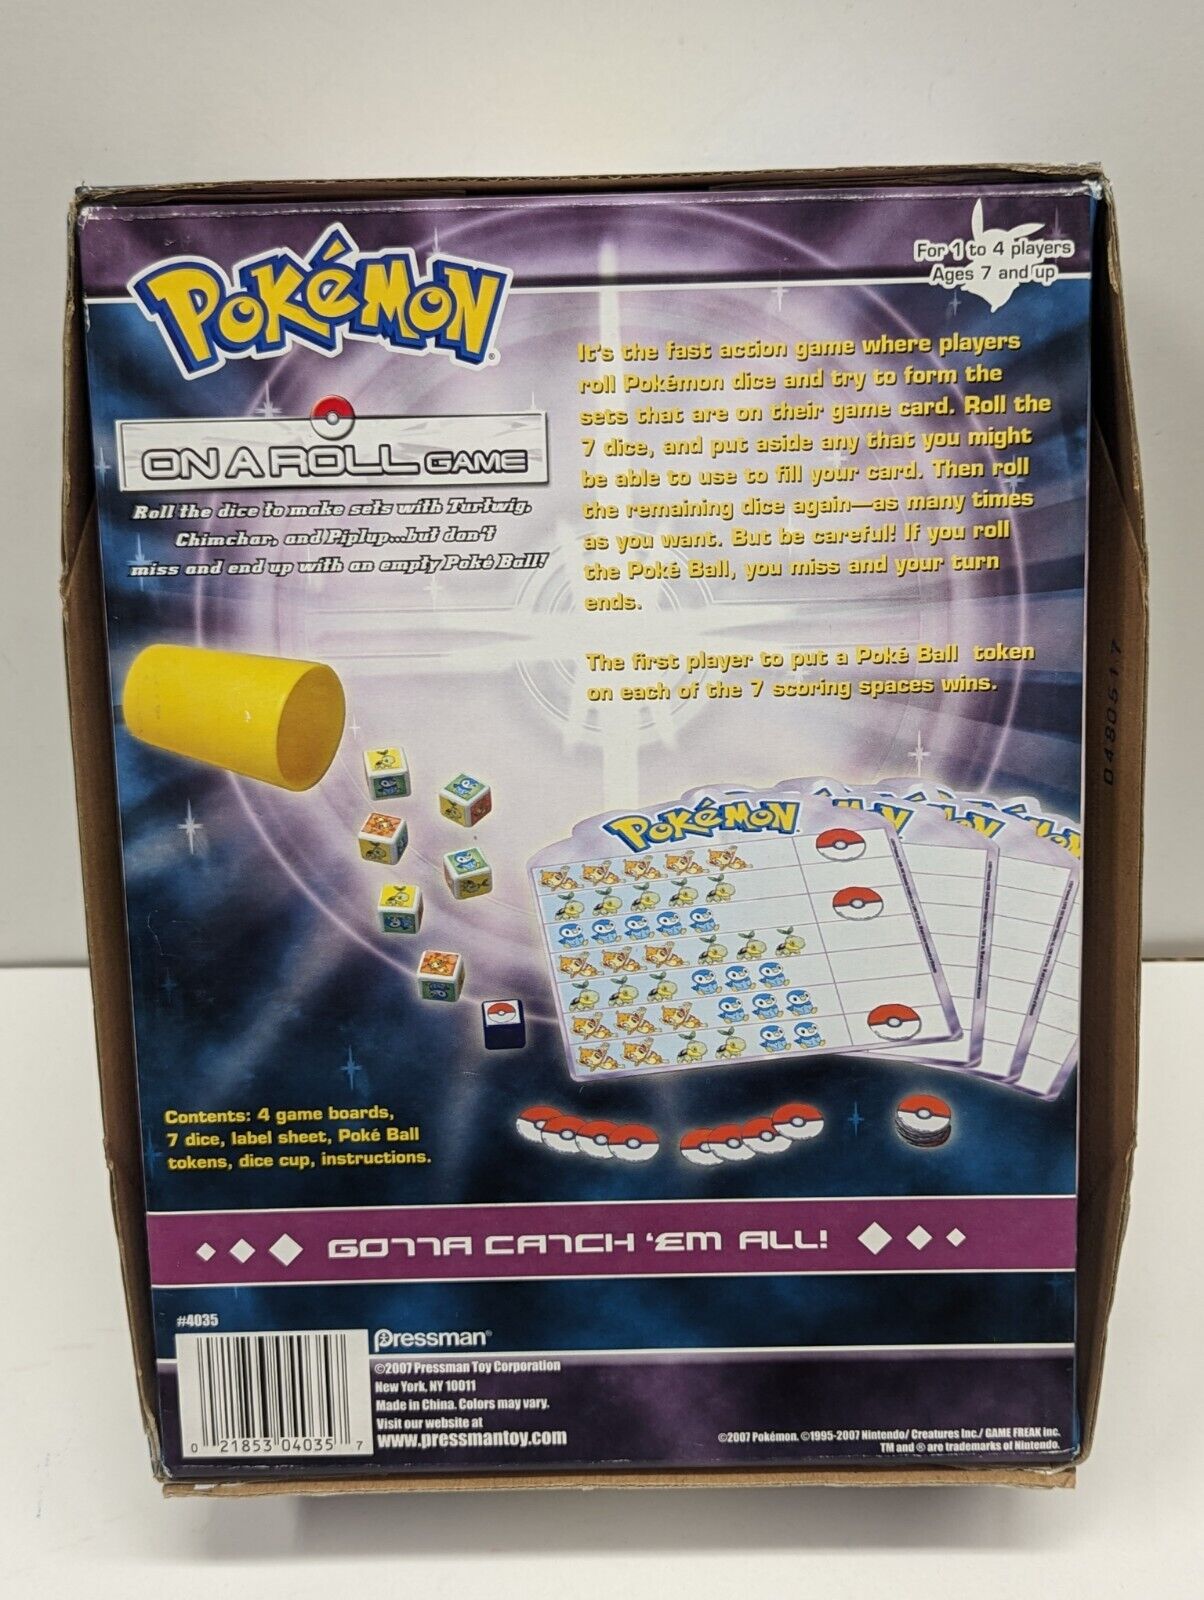 POKéMON®
For 1 to 4 players
Ages 7 and up
ON A ROLL GAME
Roll the dice to make sets with Turtwig,
Chimchar, and Piplup...but don't
miss and end up with an empty Poké Ball!
It's the fast action game where players
roll Pokémon dice and try to form the
sets that are on their game card. Roll the
7 dice, and put aside any that you might
be able to use to fill your card. Then roll
the remaining dice again—as many times
as you want. But be careful! If you roll
the Poké Ball, you miss and your turn
ends.
The first player to put a Poké Ball token
on each of the 7 scoring spaces wins.
0480517
POKéMON
Contents: 4 game boards,
7 dice, label sheet, Poké Ball
tokens, dice cup, instructions.
GOTTA CATCH 'EM ALL!
#4035
0 21853 04035 7
Pressman®
©2007 Pressman Toy Corporation
New York, NY 10011
Made in China. Colors may vary.
Visit our website at
www.pressmantoy.com
©2007 Pokémon. ©1995-2007 Nintendo/ Creatures Inc./ GAME FREAK inc.
TM and ® are trademarks of Nintendo.